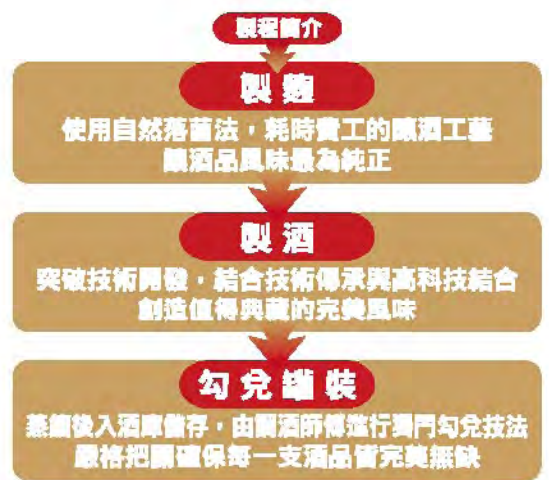 製程簡介
製麴
使用自然落菌法，耗時費工的釀酒工藝
釀酒品風味最為純正
製酒
突破技術開發，結合技術傳承與高科技結合
創造值得典藏的完美風味
勾兌罐裝
蒸餾後入酒庫儲存，由調酒師傅進行獨門勾兌技法
嚴格把關確保每一支酒品皆完美無缺